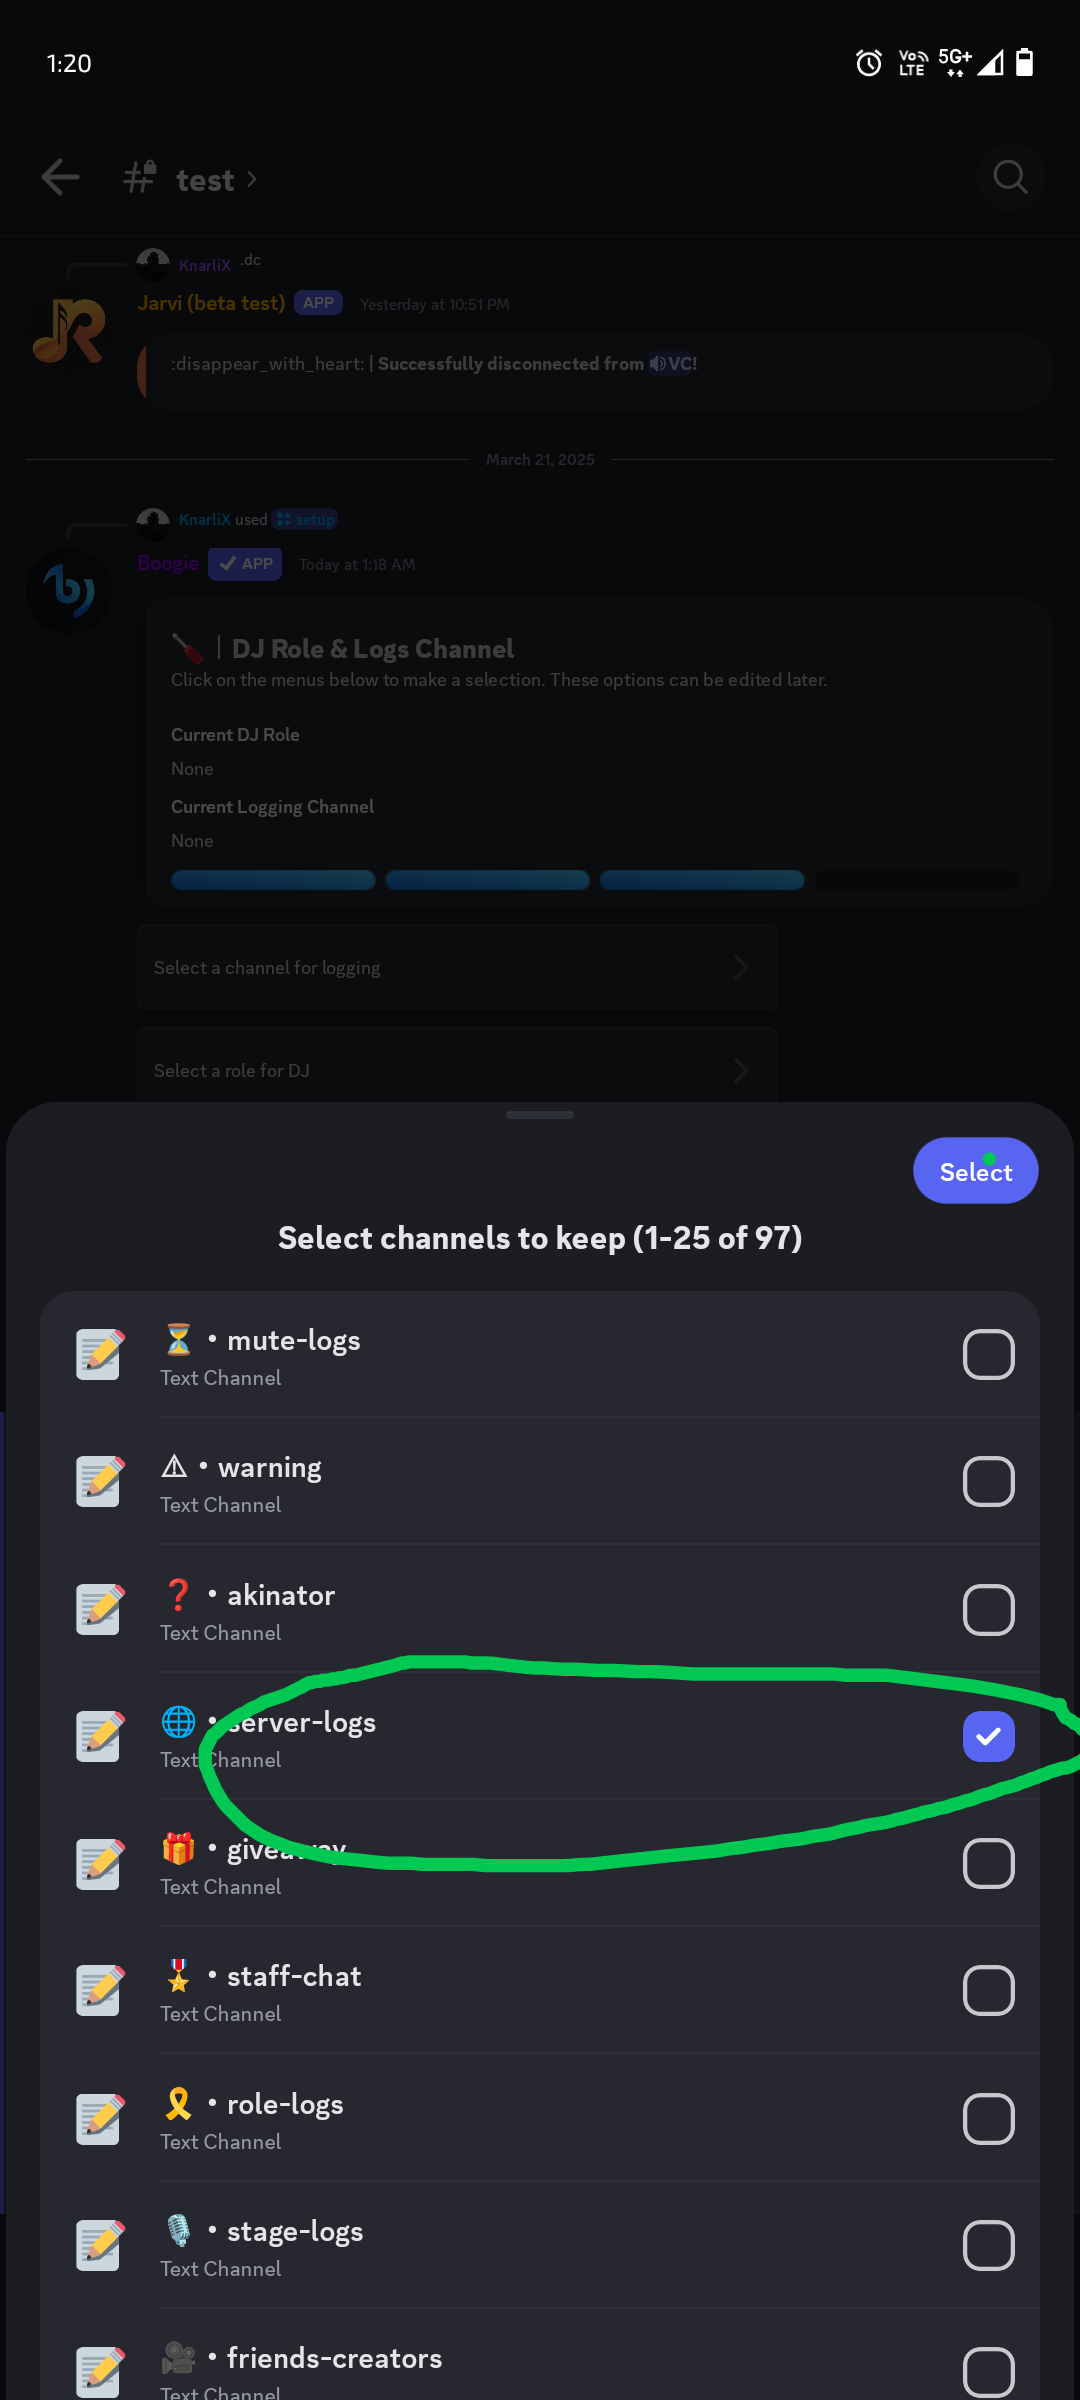 1:20
Vo LTE 5G+
# test >
KnarliX .dc
Jarvi (beta test) APP Yesterday at 10:51 PM
:disappear_with_heart: | Successfully disconnected from VC!
March 21, 2025
KnarliX used setup
Boogie APP Today at 1:18 AM
| DJ Role & Logs Channel
Click on the menus below to make a selection. These options can be edited later.
Current DJ Role
None
Current Logging Channel
None
Select a channel for logging
Select a role for DJ
Select
Select channels to keep (1-25 of 97)
⏳ • mute-logs
Text Channel
⚠ • warning
Text Channel
❓ • akinator
Text Channel
🌐 • server-logs
Text Channel
🎁 • giveaway
Text Channel
🎖 • staff-chat
Text Channel
🎗 • role-logs
Text Channel
🎙 • stage-logs
Text Channel
🎥 • friends-creators
Text Channel